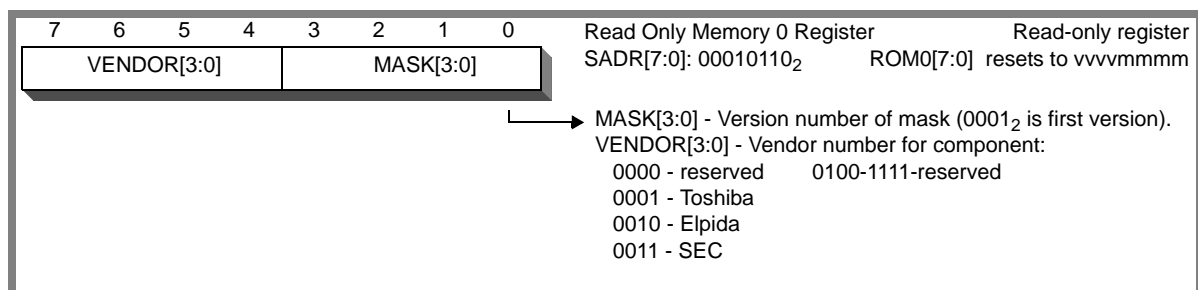 7 6 5 4 3 2 1 0
VENDOR[3:0] MASK[3:0]
Read Only Memory 0 Register Read-only register
SADR[7:0]: 00010110₂ ROM0[7:0] resets to vvvvmmmm
MASK[3:0] - Version number of mask (0001₂ is first version).
VENDOR[3:0] - Vendor number for component:
0000 - reserved 0100-1111-reserved
0001 - Toshiba
0010 - Elpida
0011 - SEC